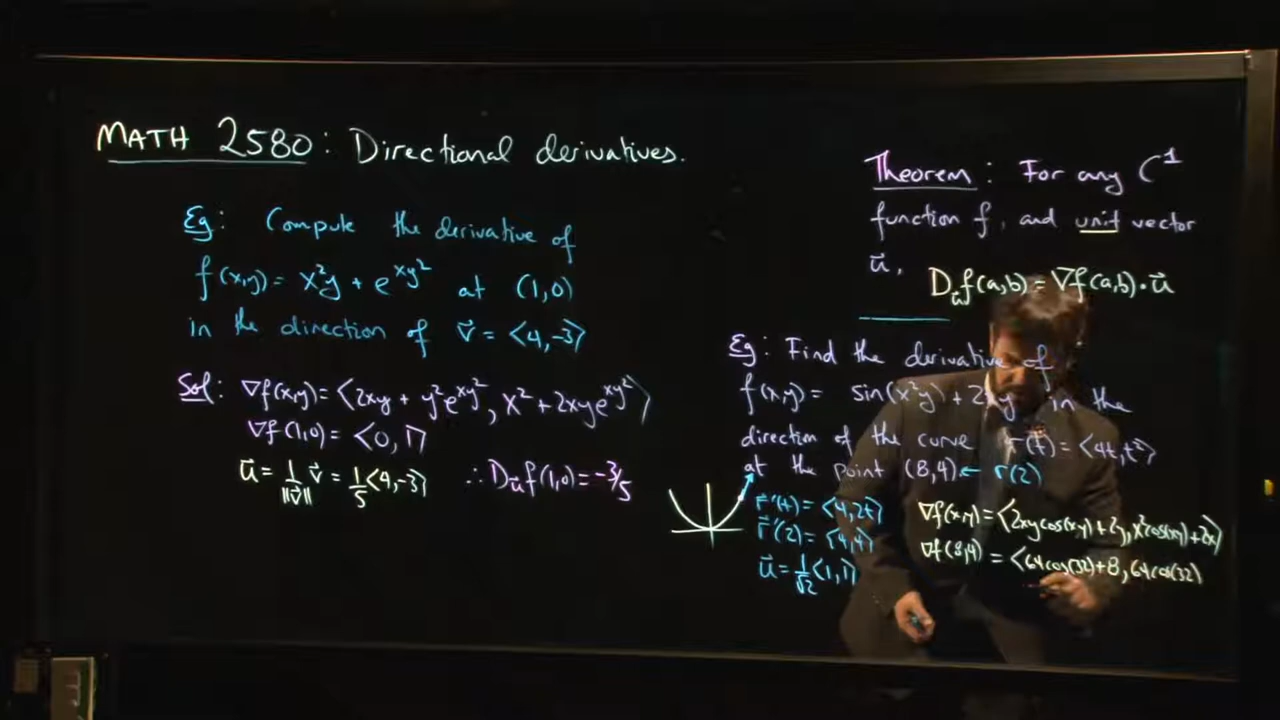 MATH 2580: Directional derivatives.
Eg: Compute the derivative of
f(x,y) = x²y + e^{xy²} at (1,0)
in the direction of v⃗ = ⟨4,-3⟩
Sol: ∇f(x,y) = ⟨2xy + y²e^{xy²}, x² + 2xye^{xy²}⟩
∇f(1,0) = ⟨0,1⟩
u⃗ = 1/‖v⃗‖ v⃗ = 1/5 ⟨4,-3⟩ ∴ D_u⃗ f(1,0) = -3/5
Theorem: For any C¹
function f, and unit vector
u⃗,
D_u⃗ f(a,b) = ∇f(a,b)·u⃗
Eg: Find the derivative of
f(x,y) = sin(x²y) + 2xy in the
direction of the curve r⃗(t) = ⟨4t,t²⟩
at the point (8,4) ← r(2)
r⃗'(t) = ⟨4,2t⟩
r⃗'(2) = ⟨4,4⟩
u⃗ = 1/√2 ⟨1,1⟩
∇f(x,y) = ⟨2xycos(xy)+2y, x²cos(xy)+2x⟩
∇f(8,4) = ⟨64cos(32)+8, 64cos(32)